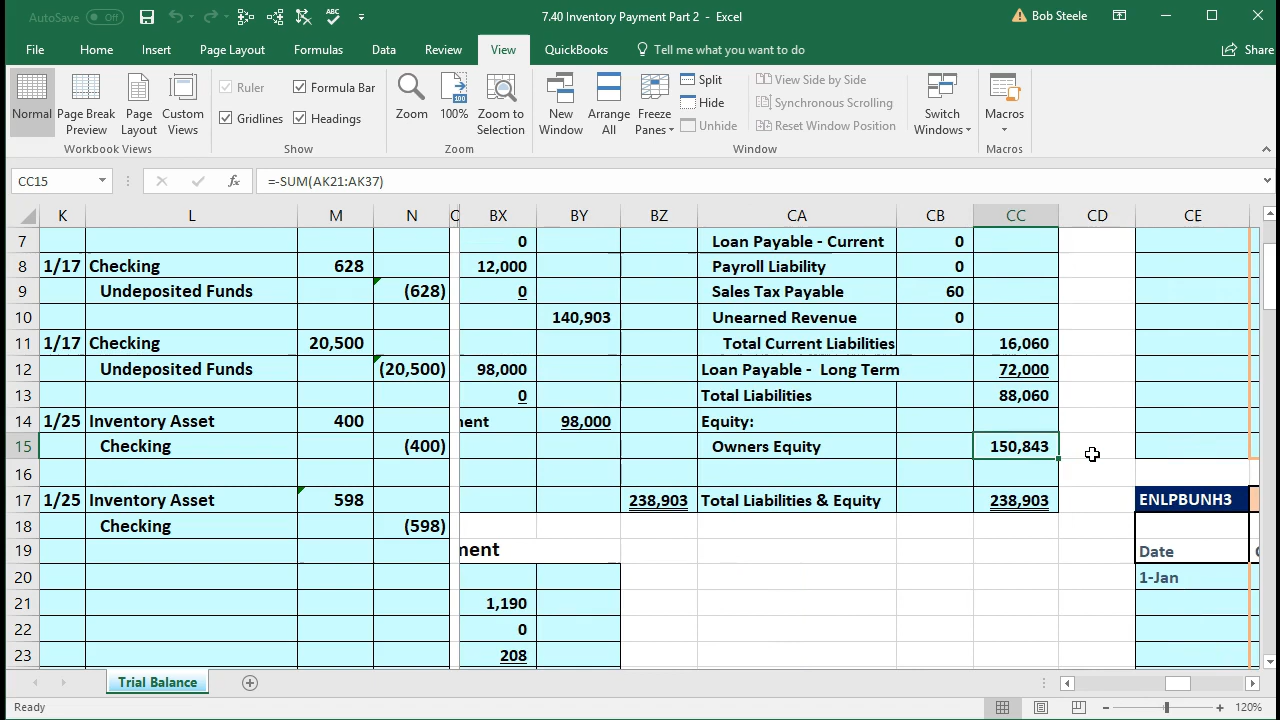 AutoSave Off 7.40 Inventory Payment Part 2 - Excel Bob Steele
File Home Insert Page Layout Formulas Data Review View QuickBooks Tell me what you want to do Share
Normal Page Break Preview Page Layout Custom Views
Workbook Views
Ruler Formula Bar
Gridlines Headings
Show
Zoom 100% Zoom to Selection
Zoom
New Window Arrange All Freeze Panes
Split
Hide
Unhide
View Side by Side
Synchronous Scrolling
Reset Window Position
Switch Windows
Window
Macros
Macros
CC15 fx =-SUM(AK21:AK37)
K L M N BX BY BZ CA CB CC CD CE
7 0 Loan Payable - Current 0
8 1/17 Checking 628 12,000 Payroll Liability 0
9 Undeposited Funds (628) 0 Sales Tax Payable 60
10 140,903 Unearned Revenue 0
11 1/17 Checking 20,500 Total Current Liabilities 16,060
12 Undeposited Funds (20,500) 98,000 Loan Payable - Long Term 72,000
13 0 Total Liabilities 88,060
14 1/25 Inventory Asset 400 nent 98,000 Equity:
15 Checking (400) Owners Equity 150,843
16
17 1/25 Inventory Asset 598 238,903 Total Liabilities & Equity 238,903 ENLPBUNH3
18 Checking (598)
19 ment Date
20 1-Jan
21 1,190
22 0
23 208
Trial Balance
Ready 120%